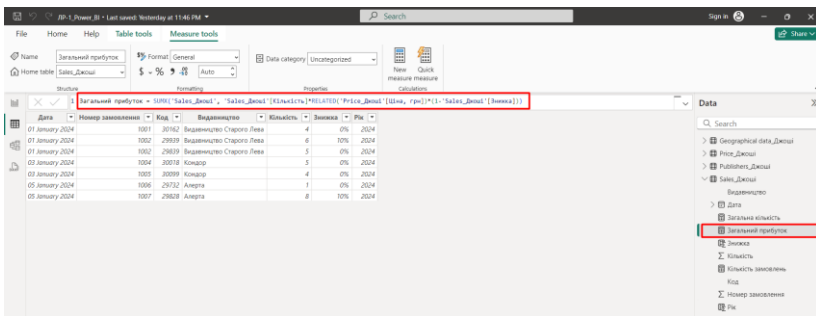 ЛР-1_Power_BI • Last saved: Yesterday at 11:46 PM
Search
Sign in
File Home Help Table tools Measure tools
Share
Name Загальний прибуток
Format General
Data category Uncategorized
Home table Sales_Джоші
$ % Auto
New measure Quick measure
Structure Formatting Properties Calculations
1 Загальний прибуток = SUMX('Sales_Джоші', 'Sales_Джоші'[Кількість]*RELATED('Price_Джоші'[Ціна, грн])*(1-'Sales_Джоші'[Знижка]))
Дата Номер замовлення Код Видавництво Кількість Знижка Рік
01 January 2024 1001 30162 Видавництво Старого Лева 4 0% 2024
01 January 2024 1002 29939 Видавництво Старого Лева 6 10% 2024
01 January 2024 1002 29839 Видавництво Старого Лева 5 0% 2024
03 January 2024 1004 30018 Кондор 5 0% 2024
03 January 2024 1005 30099 Кондор 4 0% 2024
05 January 2024 1006 29732 Алерта 1 0% 2024
05 January 2024 1007 29828 Алерта 8 10% 2024
Data
Search
Geographical data_Джоші
Price_Джоші
Publishers_Джоші
Sales_Джоші
Видавництво
Дата
Загальна кількість
Загальний прибуток
Знижка
Кількість
Кількість замовлень
Код
Номер замовлення
Рік